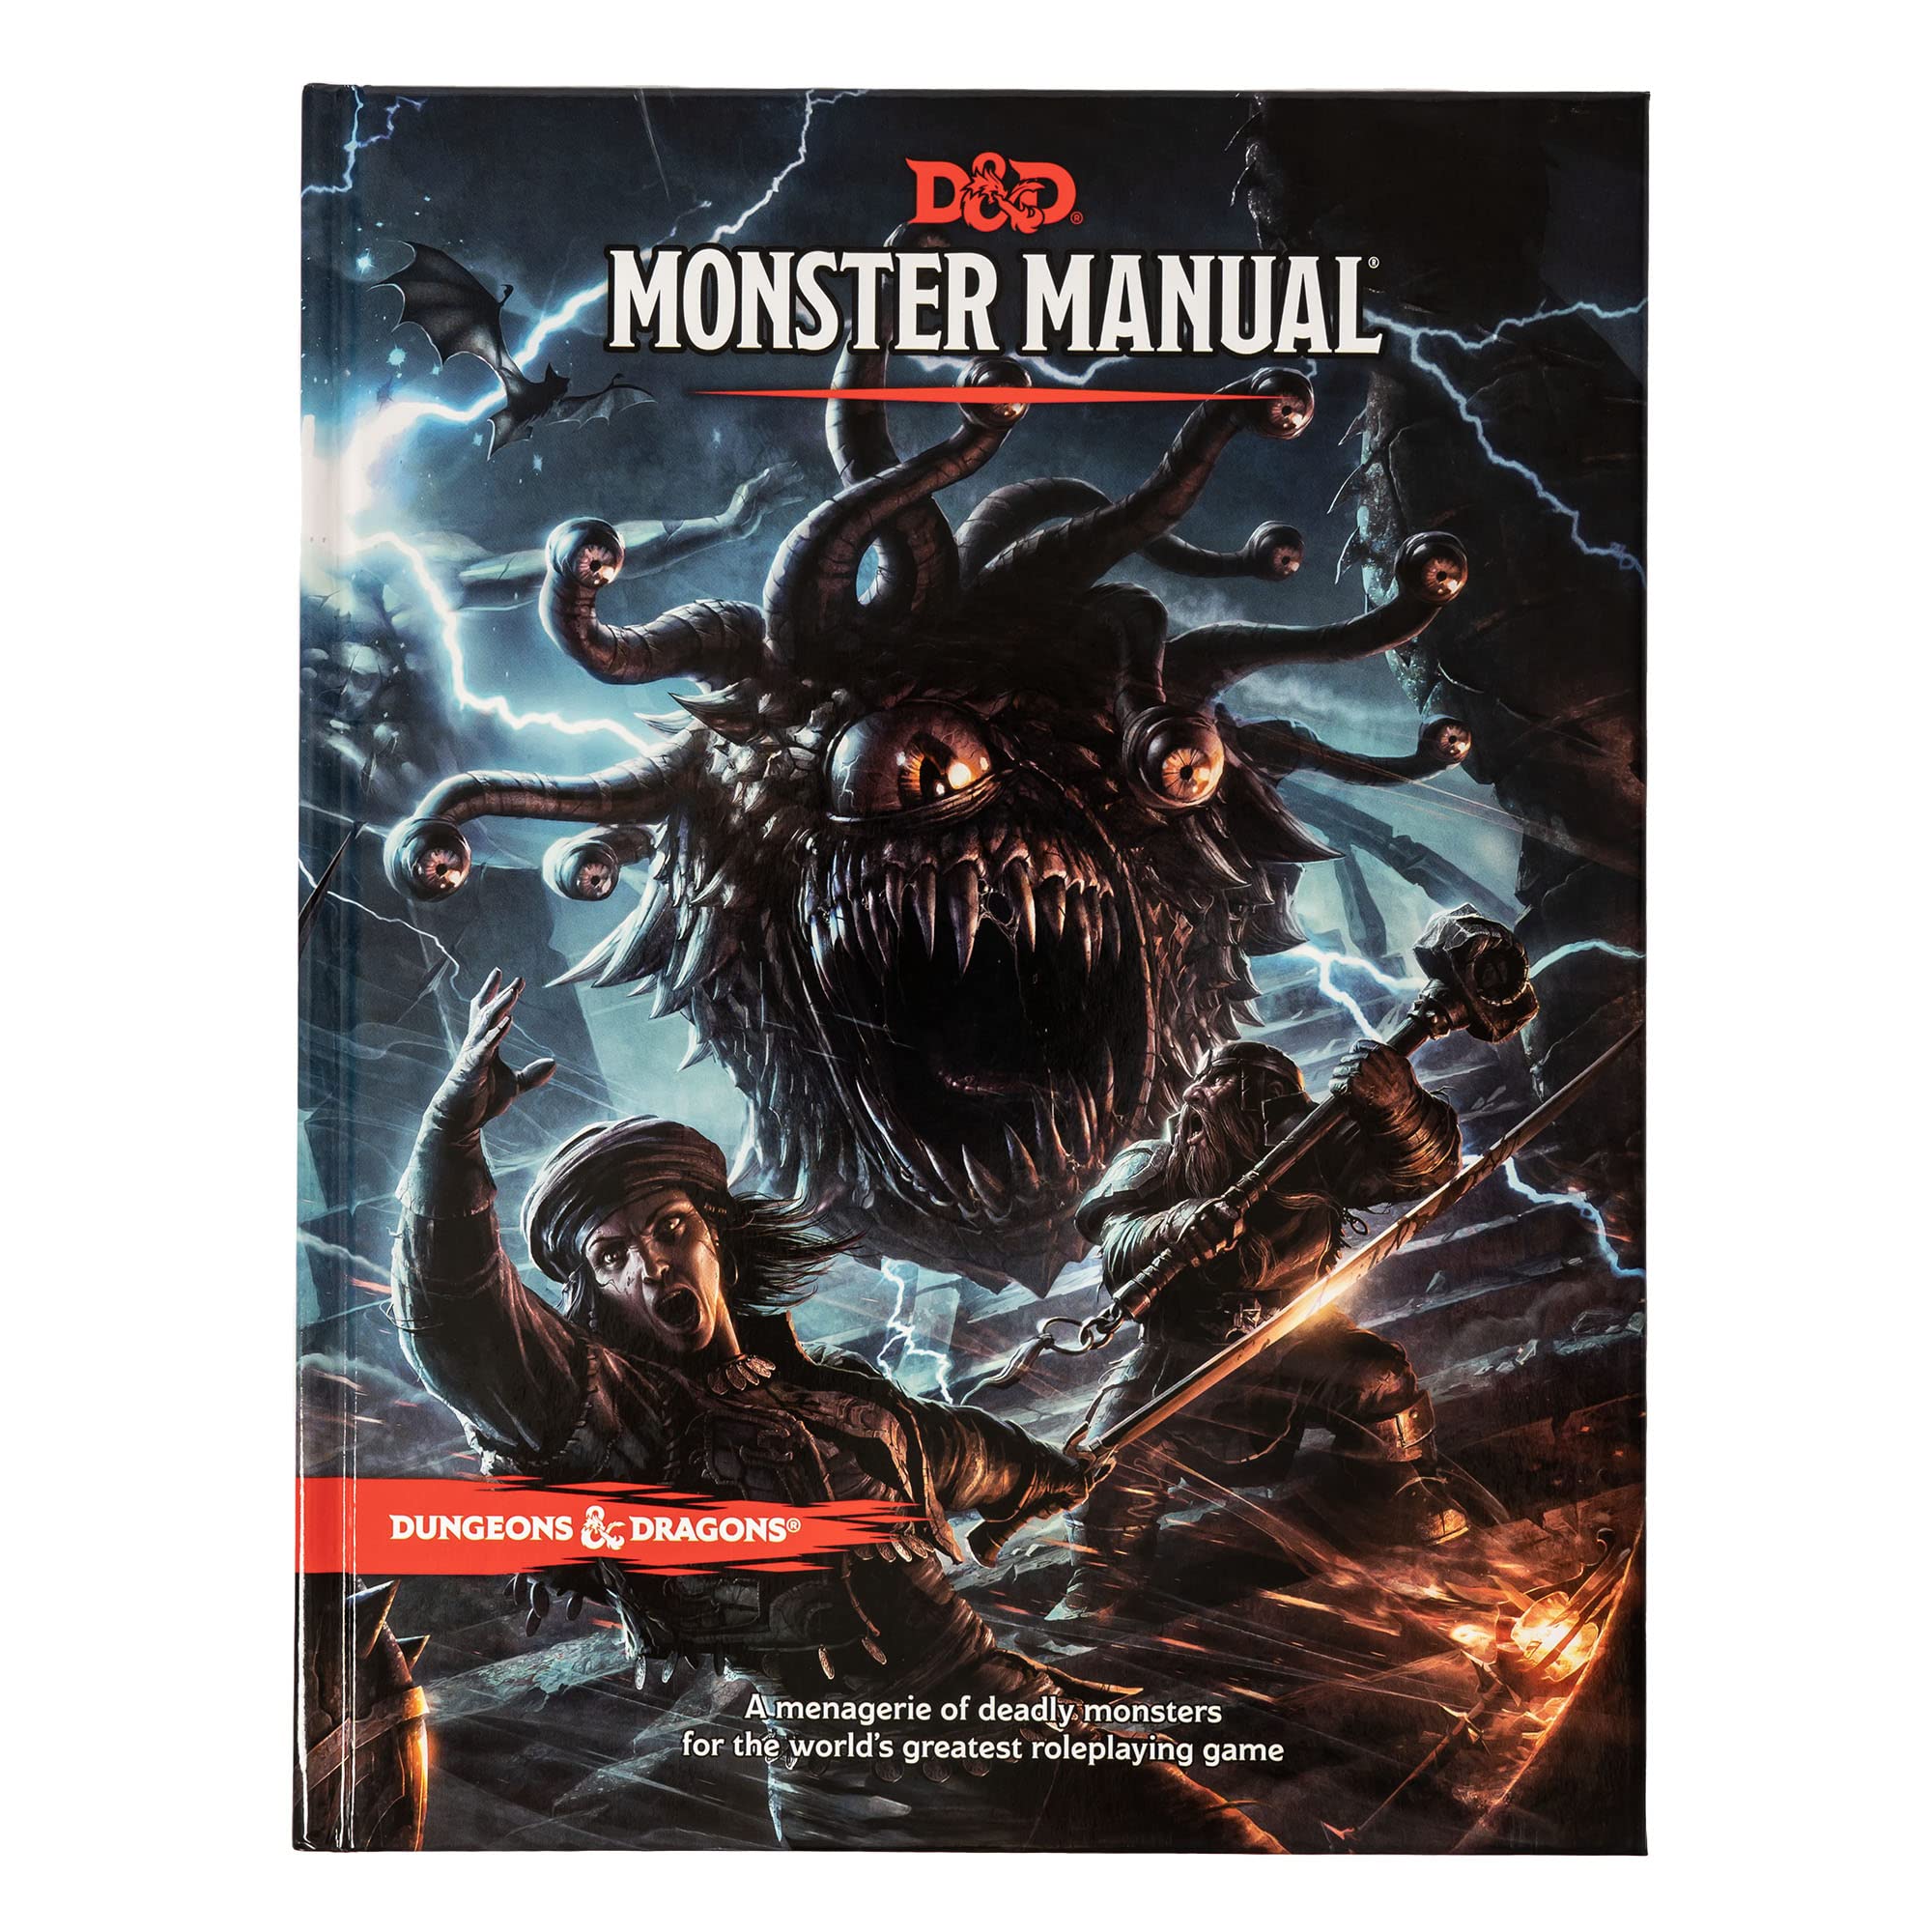 D&D®
MONSTER MANUAL®
DUNGEONS & DRAGONS®
A menagerie of deadly monsters
for the world's greatest roleplaying game